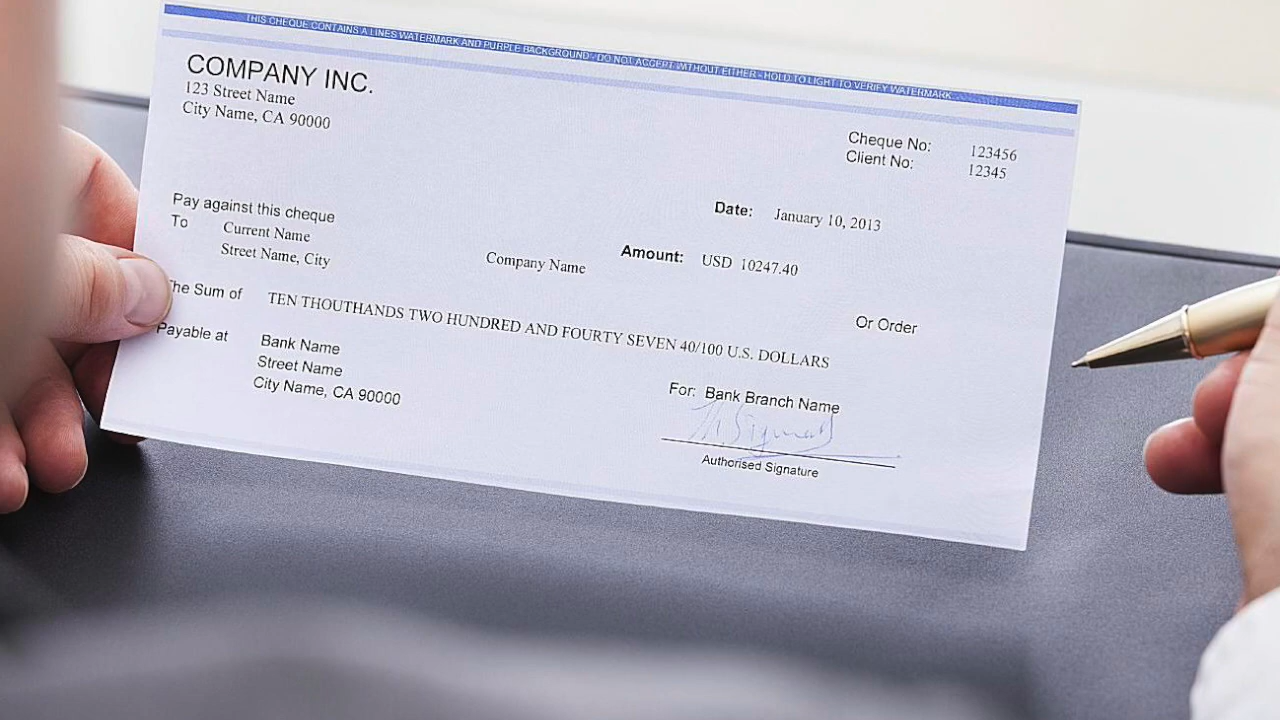 THIS CHEQUE CONTAINS A LINES WATERMARK AND PURPLE BACKGROUND - DO NOT ACCEPT WITHOUT EITHER - HOLD TO LIGHT TO VERIFY WATERMARK
COMPANY INC.
123 Street Name
City Name, CA 90000
Cheque No: 123456
Client No: 12345
Date: January 10, 2013
Pay against this cheque
To Current Name
Street Name, City
Company Name
Amount: USD 10247.40
The Sum of TEN THOUTHANDS TWO HUNDRED AND FOURTY SEVEN 40/100 U.S. DOLLARS
Or Order
Payable at Bank Name
Street Name
City Name, CA 90000
For: Bank Branch Name
Authorised Signature